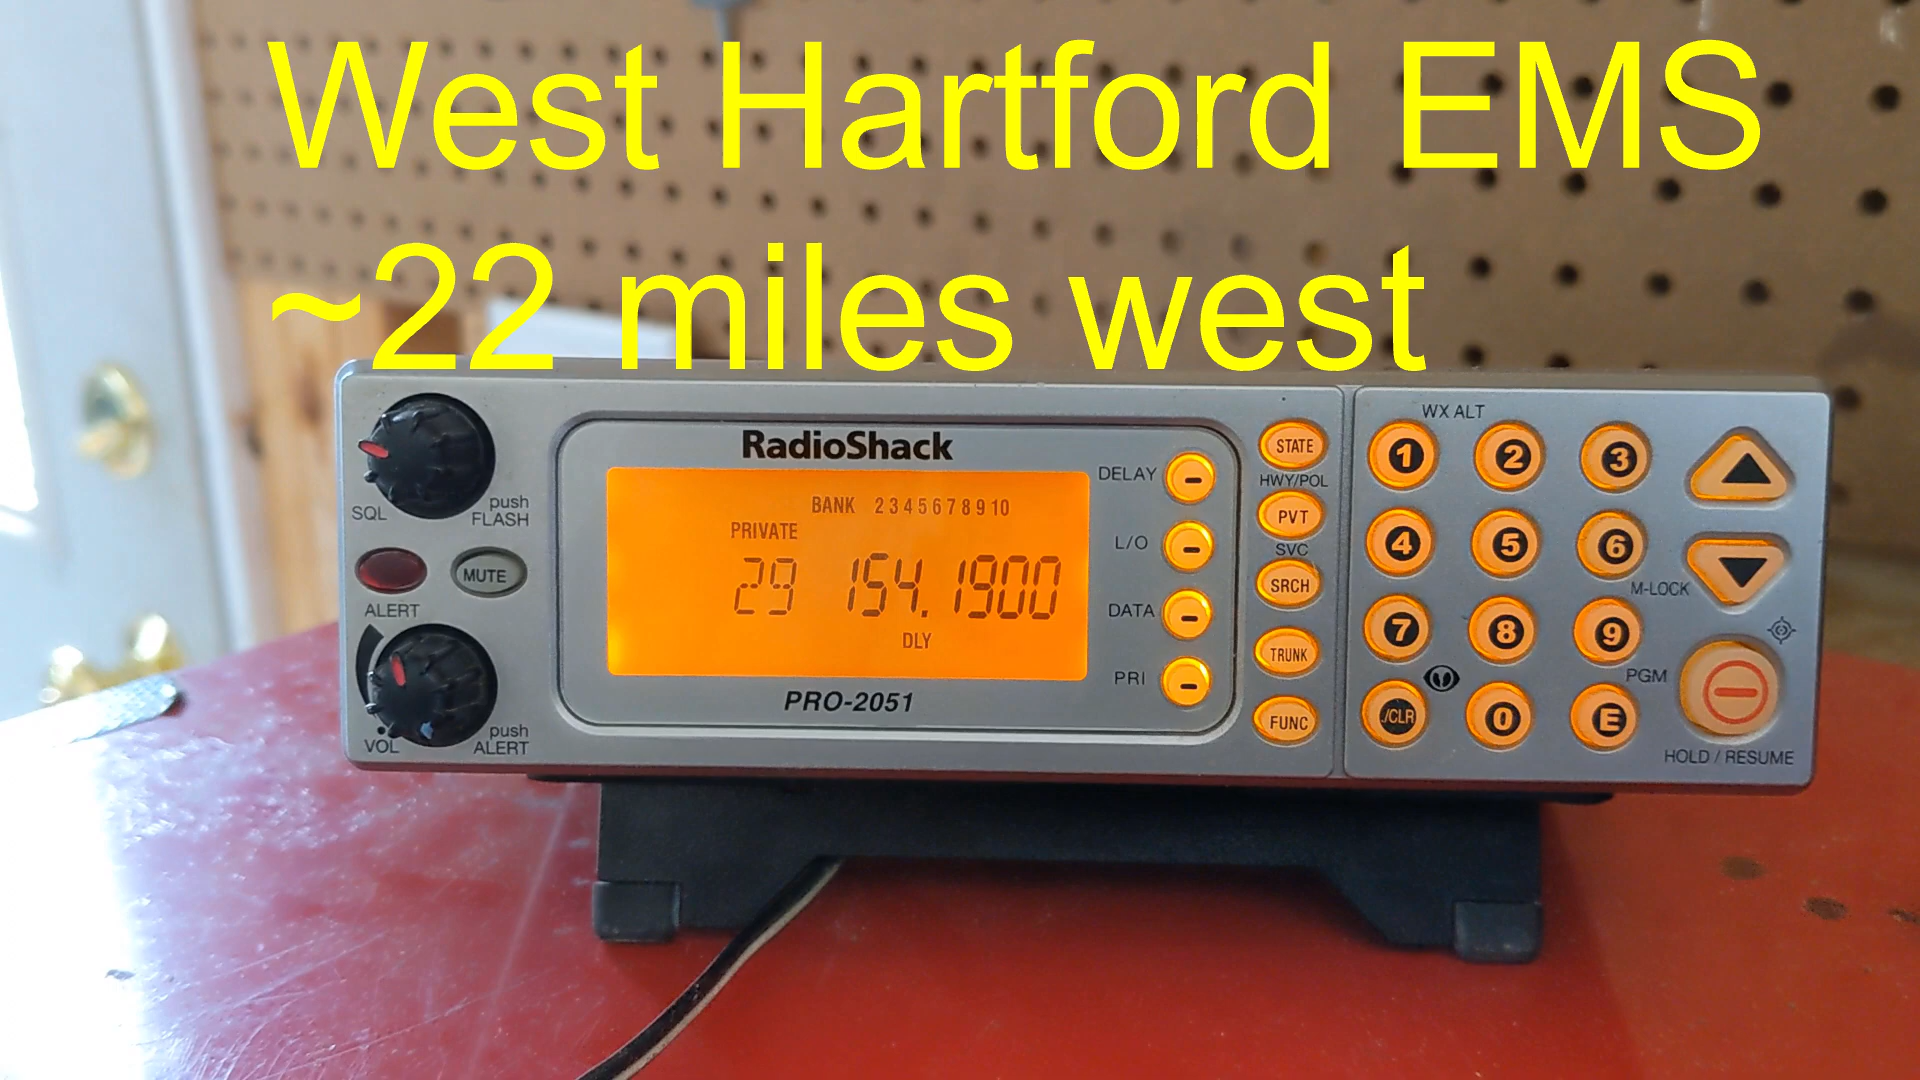 West Hartford EMS
~22 miles west
RadioShack
BANK 2 3 4 5 6 7 8 9 10
PRIVATE
29 154.1900
DLY
PRO-2051
SQL
push
FLASH
MUTE
ALERT
VOL
push
ALERT
DELAY
L/O
DATA
PRI
STATE
HWY/POL
PVT
SVC
SRCH
TRUNK
FUNC
WX ALT
1 2 3
4 5 6
M-LOCK
7 8 9
PGM
./CLR 0 E
HOLD / RESUME